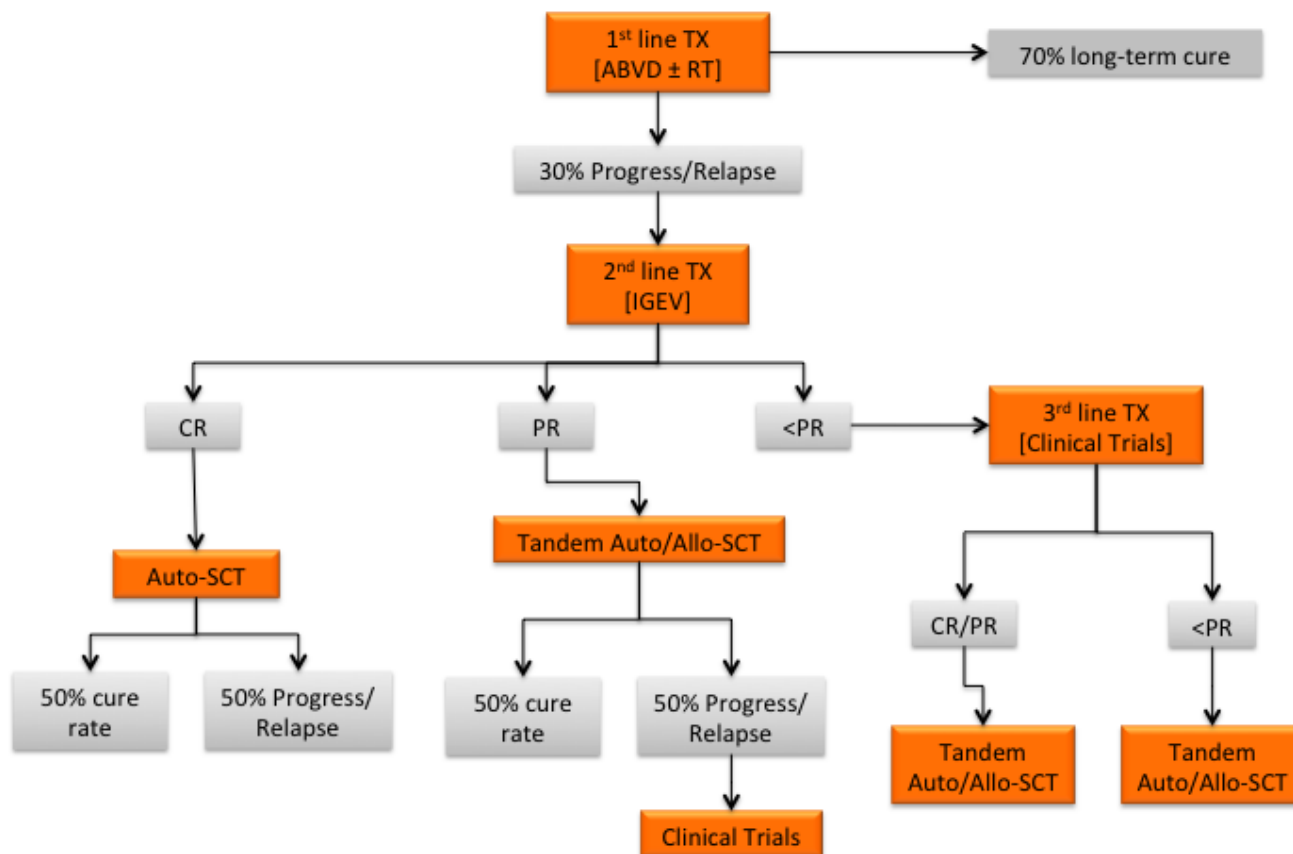 1st line TX
[ABVD ± RT]
70% long-term cure
30% Progress/Relapse
2nd line TX
[IGEV]
CR
PR
<PR
3rd line TX
[Clinical Trials]
Auto-SCT
Tandem Auto/Allo-SCT
CR/PR
<PR
50% cure
rate
50% Progress/
Relapse
50% cure
rate
50% Progress/
Relapse
Tandem
Auto/Allo-SCT
Tandem
Auto/Allo-SCT
Clinical Trials